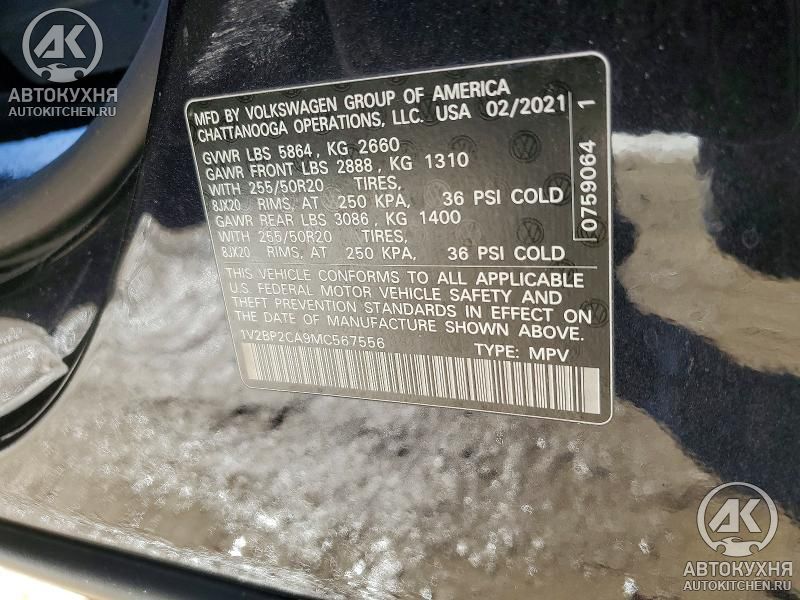 AK
АВТОКУХНЯ
AUTOKITCHEN.RU
MFD BY VOLKSWAGEN GROUP OF AMERICA
CHATTANOOGA OPERATIONS, LLC. USA 02/2021
GVWR LBS 5864, KG 2660
GAWR FRONT LBS 2888, KG 1310
WITH 255/50R20 TIRES,
8JX20 RIMS, AT 250 KPA, 36 PSI COLD
GAWR REAR LBS 3086, KG 1400
WITH 255/50R20 TIRES,
8JX20 RIMS, AT 250 KPA, 36 PSI COLD
THIS VEHICLE CONFORMS TO ALL APPLICABLE
U.S. FEDERAL MOTOR VEHICLE SAFETY AND
THEFT PREVENTION STANDARDS IN EFFECT ON
THE DATE OF MANUFACTURE SHOWN ABOVE.
1V2BP2CA9MC567556 TYPE: MPV
0759064 1
AK
АВТОКУХНЯ
AUTOKITCHEN.RU